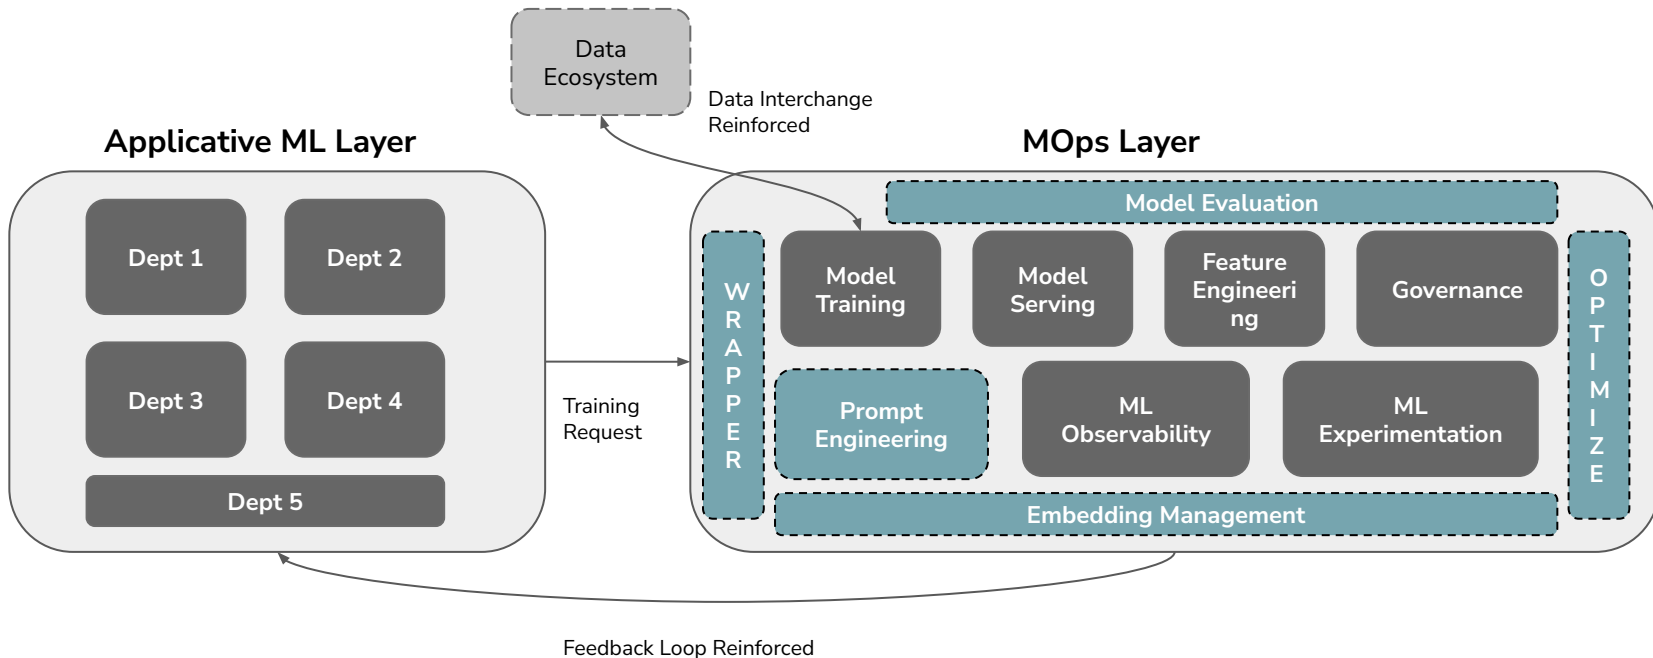 Data
Ecosystem
Data Interchange
Reinforced
Applicative ML Layer
MOps Layer
Dept 1
Dept 2
Dept 3
Dept 4
Dept 5
Training
Request
Model Evaluation
WRAPPER
Model
Training
Model
Serving
Feature
Engineeri
ng
Governance
OPTIMIZE
Prompt
Engineering
ML
Observability
ML
Experimentation
Embedding Management
Feedback Loop Reinforced